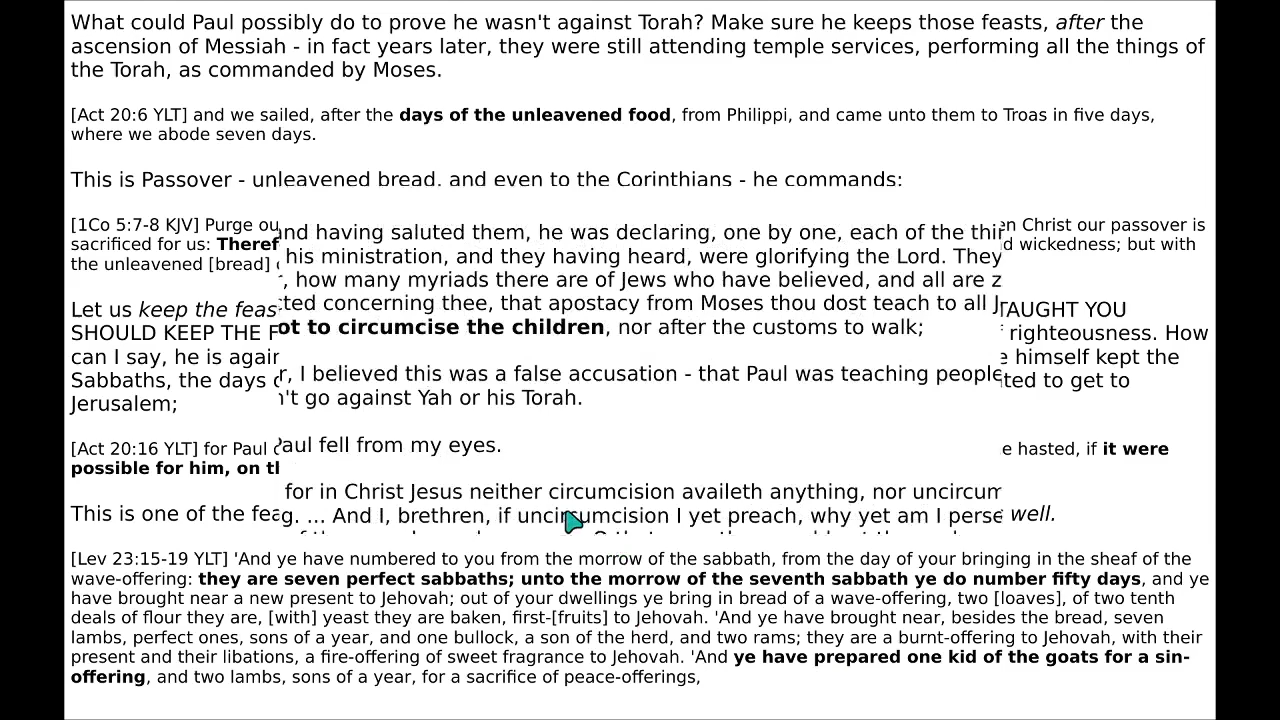 What could Paul possibly do to prove he wasn't against Torah? Make sure he keeps those feasts, after the
ascension of Messiah - in fact years later, they were still attending temple services, performing all the things of
the Torah, as commanded by Moses.
[Act 20:6 YLT] and we sailed, after the days of the unleavened food, from Philippi, and came unto them to Troas in five days,
where we abode seven days.
This is Passover - unleavened bread, and even to the Corinthians - he commands:
[1Co 5:7-8 KJV] Purge ou
nd having saluted them, he was declaring, one by one, each of the thi
n Christ our passover is
sacrificed for us: Theref
d wickedness; but with
his ministration, and they having heard, were glorifying the Lord. They
the unleavened [bread]
, how many myriads there are of Jews who have believed, and all are z
Let us keep the feas
ted concerning thee, that apostacy from Moses thou dost teach to all J
TAUGHT YOU
SHOULD KEEP THE F
ot to circumcise the children, nor after the customs to walk;
righteousness. How
can I say, he is agair
e himself kept the
Sabbaths, the days
r, I believed this was a false accusation - that Paul was teaching people
ted to get to
Jerusalem;
n't go against Yah or his Torah.
[Act 20:16 YLT] for Paul
Paul fell from my eyes.
e hasted, if it were
possible for him, on tl
for in Christ Jesus neither circumcision availeth anything, nor uncircum
This is one of the fea
g. ... And I, brethren, if uncircumcision I yet preach, why yet am I perse
well.
[Lev 23:15-19 YLT] 'And ye have numbered to you from the morrow of the sabbath, from the day of your bringing in the sheaf of the
wave-offering: they are seven perfect sabbaths; unto the morrow of the seventh sabbath ye do number fifty days, and ye
have brought near a new present to Jehovah; out of your dwellings ye bring in bread of a wave-offering, two [loaves], of two tenth
deals of flour they are, [with] yeast they are baken, first-[fruits] to Jehovah. 'And ye have brought near, besides the bread, seven
lambs, perfect ones, sons of a year, and one bullock, a son of the herd, and two rams; they are a burnt-offering to Jehovah, with their
present and their libations, a fire-offering of sweet fragrance to Jehovah. 'And ye have prepared one kid of the goats for a sin-
offering, and two lambs, sons of a year, for a sacrifice of peace-offerings,